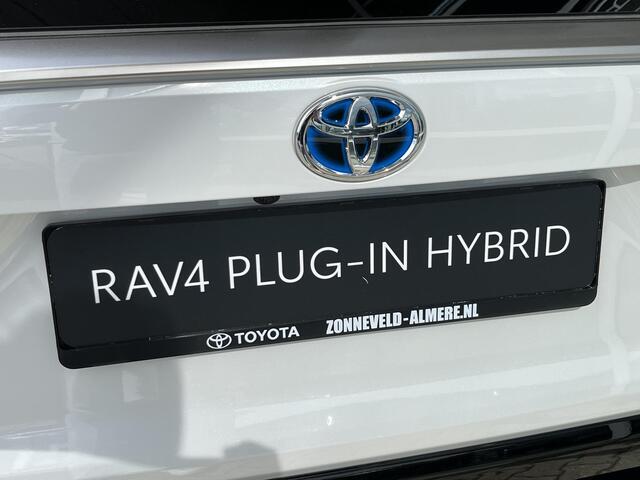 RAV4 PLUG-IN HYBRID
TOYOTA ZONNEVELD-ALMERE.NL